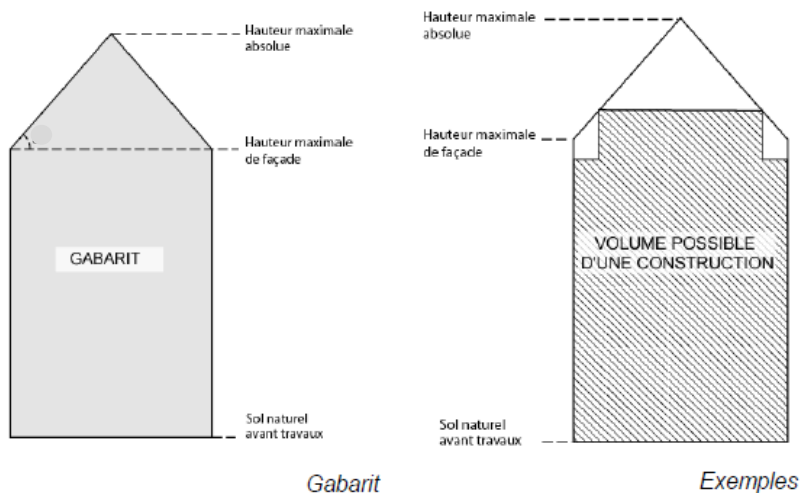 Hauteur maximale
absolue
Hauteur maximale
de façade
GABARIT
Sol naturel
avant travaux
Gabarit
Hauteur maximale
absolue
Hauteur maximale
de façade
VOLUME POSSIBLE
D'UNE CONSTRUCTION
Sol naturel
avant travaux
Exemples